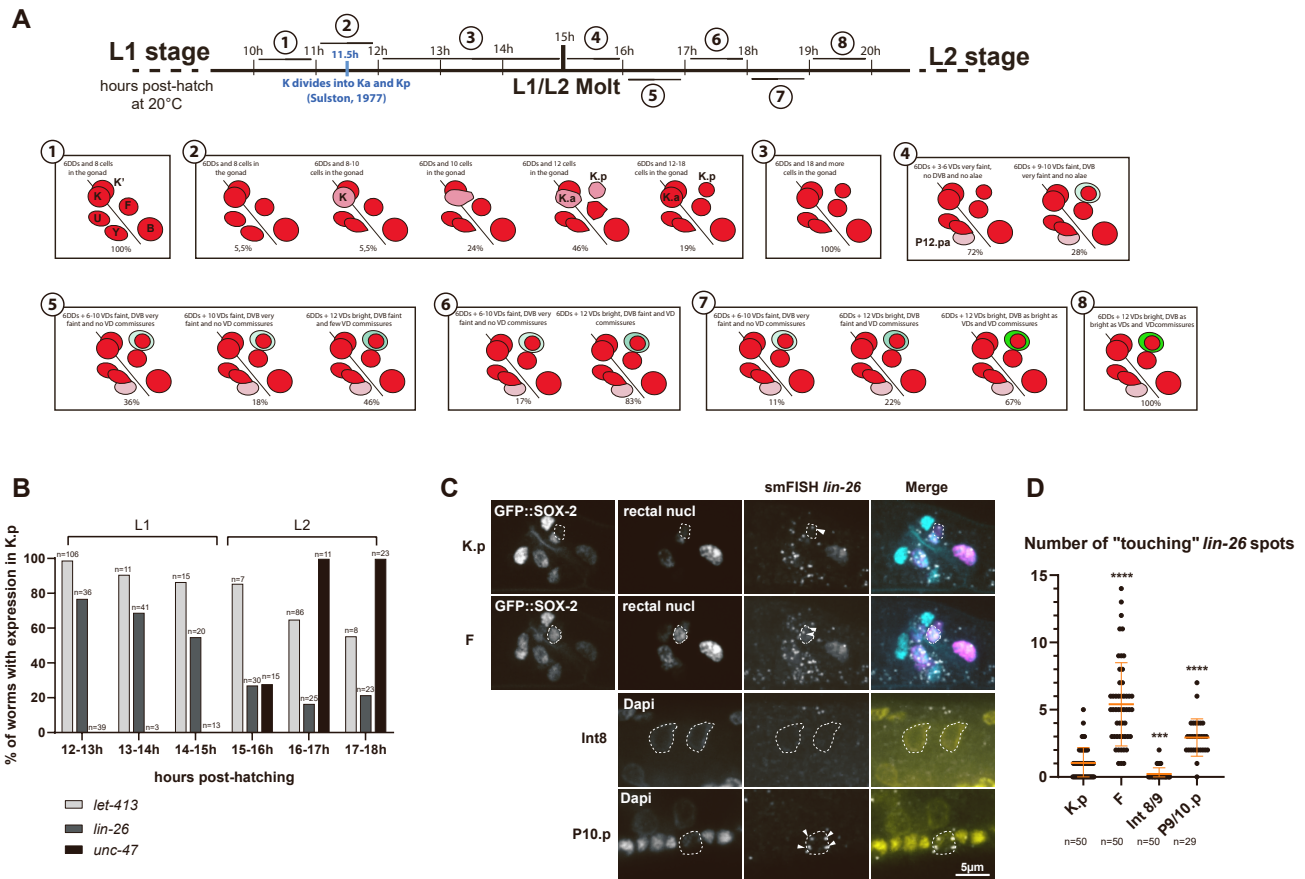 A
L1 stage
hours post-hatch
at 20°C
10h
1
11h
2
11.5h
12h
K divides into Ka and Kp
(Sulston, 1977)
13h
3
14h
15h
L1/L2 Molt
4
16h
5
17h
6
18h
7
19h
8
20h
L2 stage
1
6DDs and 8 cells
in the gonad
K'
K
F
U
Y
B
100%
2
6DDs and 8 cells in
the gonad
5,5%
6DDs and 8-10
cells in the gonad
K
5,5%
6DDs and 10 cells
in the gonad
24%
6DDs and 12 cells
in the gonad
K.p
K.a
46%
6DDs and 12-18
cells in the gonad
K.p
K.a
19%
3
6DDs and 18 and more
cells in the gonad
100%
4
6DDs + 3-6 VDs very faint,
no DVB and no alae
P12.pa
72%
6DDs + 9-10 VDs faint, DVB
very faint and no alae
28%
5
6DDs + 6-10 VDs faint, DVB very
faint and no VD commissures
36%
6DDs + 10 VDs faint, DVB very
faint and no VD commissures
18%
6DDs + 12 VDs bright, DVB faint
and few VD commissures
46%
6
6DDs + 6-10 VDs faint, DVB very
faint and no VD commissures
17%
6DDs + 12 VDs bright, DVB faint and VD
commissures
83%
7
6DDs + 6-10 VDs faint, DVB very
faint and no VD commissures
11%
6DDs + 12 VDs bright, DVB
faint and VD commissures
22%
6DDs + 12 VDs bright, DVB as bright as
VDs and VD commissures
67%
8
6DDs + 12 VDs bright, DVB as
bright as VDs and VDcommissures
100%
B
L1
L2
% of worms with expression in K.p
100
80
60
40
20
0
n=106
n=36
n=39
n=11
n=41
n=3
n=15
n=20
n=13
n=7
n=30
n=15
n=86
n=25
n=11
n=8
n=23
n=23
12-13h
13-14h
14-15h
15-16h
16-17h
17-18h
hours post-hatching
let-413
lin-26
unc-47
C
smFISH lin-26
Merge
K.p
GFP::SOX-2
rectal nucl
F
GFP::SOX-2
rectal nucl
Int8
Dapi
P10.p
Dapi
5µm
D
Number of "touching" lin-26 spots
15
10
5
0
****
***
****
K.p
F
Int 8/9
P9/10.p
n=50
n=50
n=50
n=29